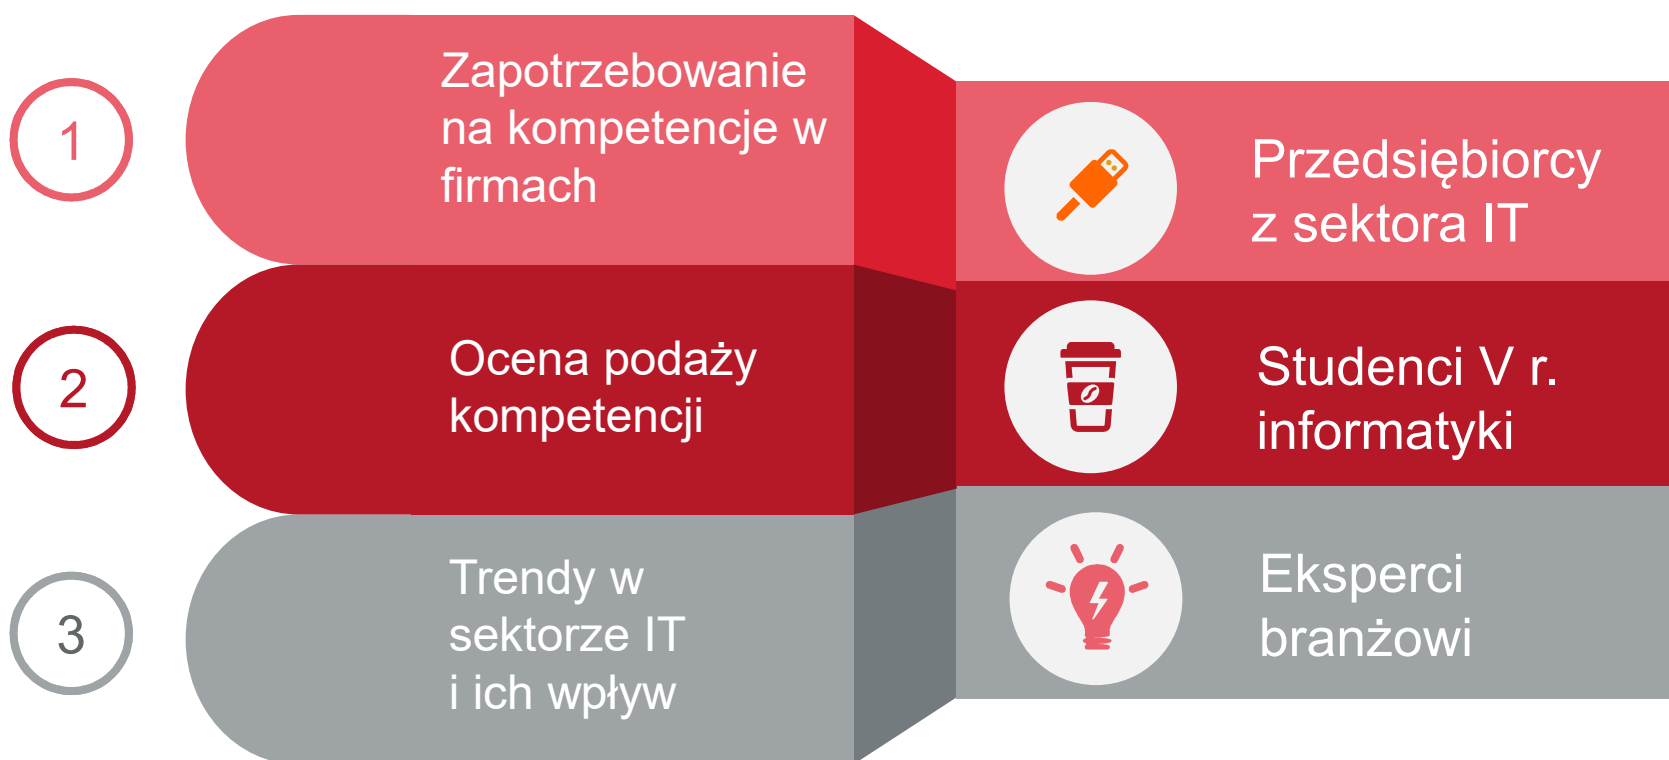 1
Zapotrzebowanie
na kompetencje w
firmach
Przedsiębiorcy
z sektora IT
2
Ocena podaży
kompetencji
Studenci V r.
informatyki
3
Trendy w
sektorze IT
i ich wpływ
Eksperci
branżowi